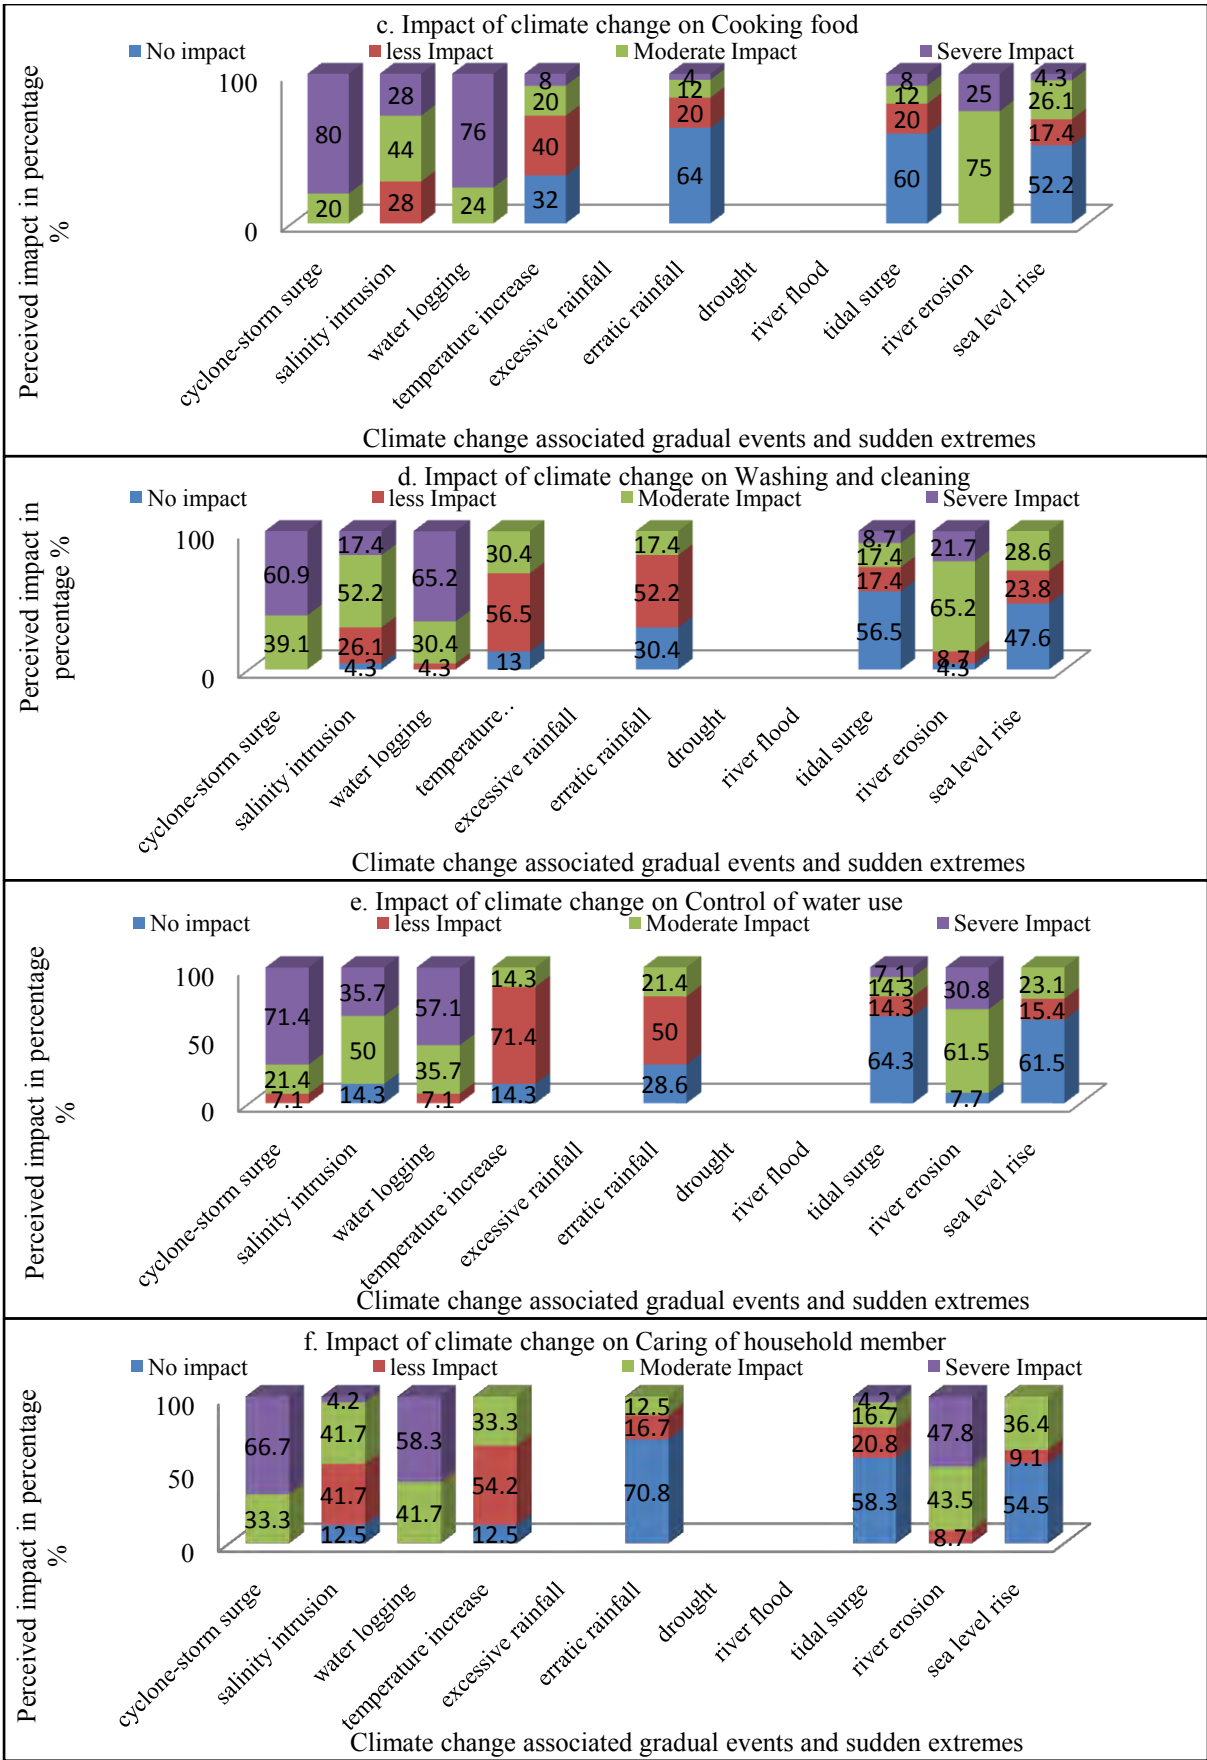 c. Impact of climate change on Cooking food
No impact less Impact Moderate Impact Severe Impact
Perceived imapct in percentage
%
100
0
80
20
28
44
28
76
24
8
20
40
32
4
12
20
64
8
12
20
60
25
75
4.3
26.1
17.4
52.2
cyclone-storm surge
salinity intrusion
water logging
temperature increase
excessive rainfall
erratic rainfall
drought
river flood
tidal surge
river erosion
sea level rise
Climate change associated gradual events and sudden extremes
d. Impact of climate change on Washing and cleaning
No impact less Impact Moderate Impact Severe Impact
Perceived impact in
percentage %
100
0
60.9
39.1
17.4
52.2
26.1
4.3
65.2
30.4
4.3
30.4
56.5
13
17.4
52.2
30.4
8.7
17.4
17.4
56.5
21.7
65.2
8.7
4.3
28.6
23.8
47.6
cyclone-storm surge
salinity intrusion
water logging
temperature..
excessive rainfall
erratic rainfall
drought
river flood
tidal surge
river erosion
sea level rise
Climate change associated gradual events and sudden extremes
e. Impact of climate change on Control of water use
No impact less Impact Moderate Impact Severe Impact
Perceived impact in percentage
%
100
50
0
71.4
21.4
7.1
35.7
50
14.3
57.1
35.7
7.1
14.3
71.4
14.3
21.4
50
28.6
7.1
14.3
14.3
64.3
30.8
61.5
7.7
23.1
15.4
61.5
cyclone-storm surge
salinity intrusion
water logging
temperature increase
excessive rainfall
erratic rainfall
drought
river flood
tidal surge
river erosion
sea level rise
Climate change associated gradual events and sudden extremes
f. Impact of climate change on Caring of household member
No impact less Impact Moderate Impact Severe Impact
Perceived impact in percentage
%
100
50
0
66.7
33.3
4.2
41.7
41.7
12.5
58.3
41.7
33.3
54.2
12.5
12.5
16.7
70.8
4.2
16.7
20.8
58.3
47.8
43.5
8.7
36.4
9.1
54.5
cyclone-storm surge
salinity intrusion
water logging
temperature increase
excessive rainfall
erratic rainfall
drought
river flood
tidal surge
river erosion
sea level rise
Climate change associated gradual events and sudden extremes